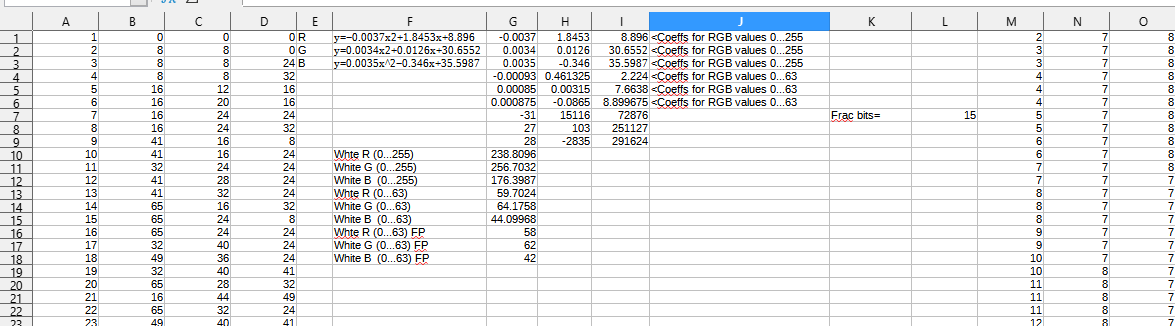 A B C D E F G H I J K L M N O
1 1 0 0 0 R y=−0.0037x2+1.8453x+8.896 -0.0037 1.8453 8.896 <Coeffs for RGB values 0...255 2 7 8
2 2 8 8 0 G y=0.0034x2+0.0126x+30.6552 0.0034 0.0126 30.6552 <Coeffs for RGB values 0...255 3 7 8
3 3 8 8 24 B y=0.0035x^2−0.346x+35.5987 0.0035 -0.346 35.5987 <Coeffs for RGB values 0...255 3 7 8
4 4 8 8 32 -0.00093 0.461325 2.224 <Coeffs for RGB values 0...63 4 7 8
5 5 16 12 16 0.00085 0.00315 7.6638 <Coeffs for RGB values 0...63 4 7 8
6 6 16 20 16 0.000875 -0.0865 8.899675 <Coeffs for RGB values 0...63 4 7 8
7 7 16 24 24 -31 15116 72876 Frac bits= 15 5 7 8
8 8 16 24 32 27 103 251127 5 7 8
9 9 41 16 8 28 -2835 291624 5 7 8
10 10 41 16 24 Whte R (0...255) 238.8096 6 7 8
11 11 32 24 24 White G (0...255) 256.7032 7 7 8
12 12 41 28 24 White B (0...255) 176.3987 7 7 7
13 13 41 32 24 Whte R (0...63) 59.7024 8 7 7
14 14 65 16 32 White G (0...63) 64.1758 8 7 7
15 15 65 24 8 White B (0...63) 44.09968 8 7 7
16 16 65 24 24 Whte R (0...63) FP 58 9 7 7
17 17 32 40 24 White G (0...63) FP 62 9 7 7
18 18 49 36 24 White B (0...63) FP 42 10 7 7
19 19 32 40 41 10 8 7
20 20 65 28 32 11 8 7
21 21 16 44 49 11 8 7
22 22 65 32 24 11 8 7
23 23 49 40 41 12 8 7